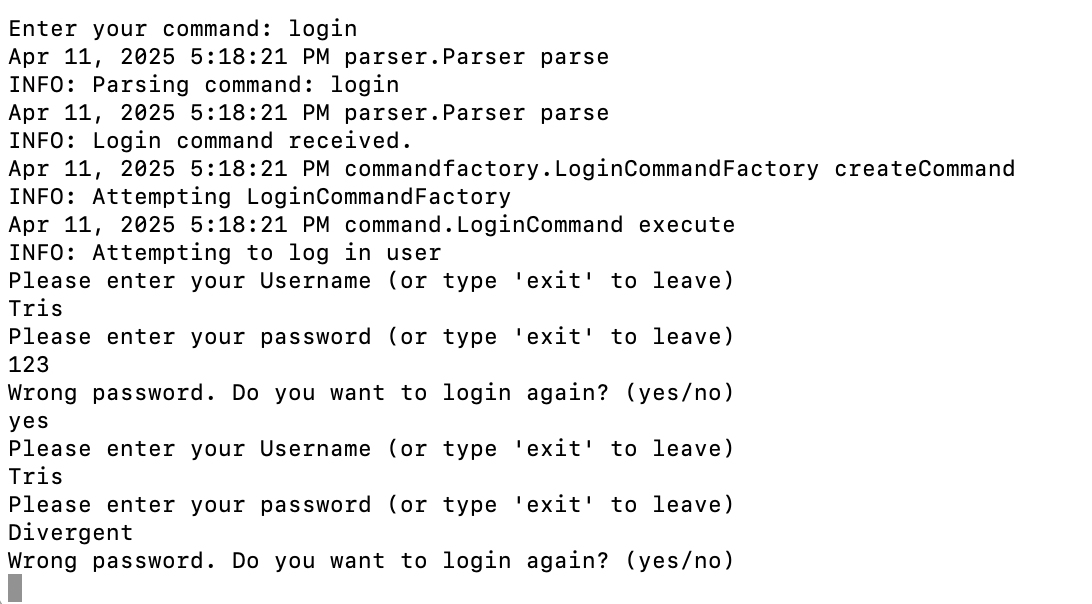 Enter your command: login
Apr 11, 2025 5:18:21 PM parser.Parser parse
INFO: Parsing command: login
Apr 11, 2025 5:18:21 PM parser.Parser parse
INFO: Login command received.
Apr 11, 2025 5:18:21 PM commandfactory.LoginCommandFactory createCommand
INFO: Attempting LoginCommandFactory
Apr 11, 2025 5:18:21 PM command.LoginCommand execute
INFO: Attempting to log in user
Please enter your Username (or type 'exit' to leave)
Tris
Please enter your password (or type 'exit' to leave)
123
Wrong password. Do you want to login again? (yes/no)
yes
Please enter your Username (or type 'exit' to leave)
Tris
Please enter your password (or type 'exit' to leave)
Divergent
Wrong password. Do you want to login again? (yes/no)